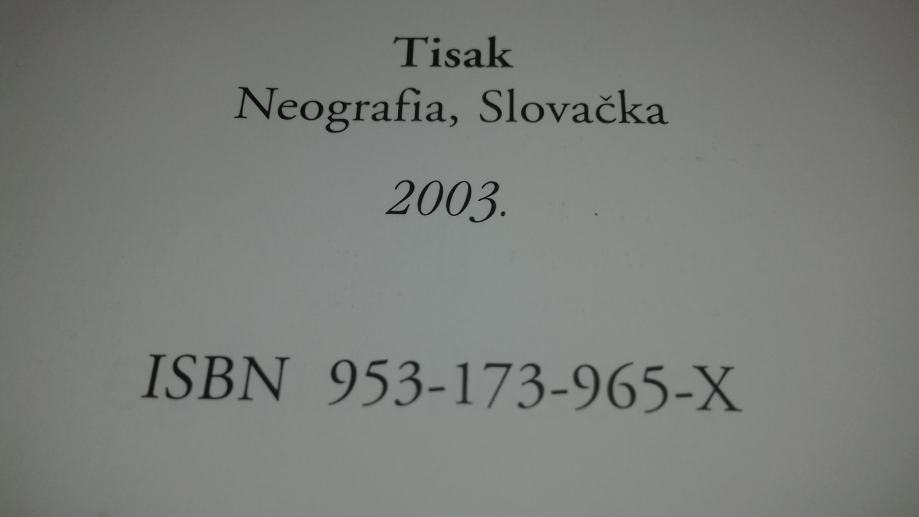 Tisak
Neografia, Slovačka
2003.
ISBN 953-173-965-X